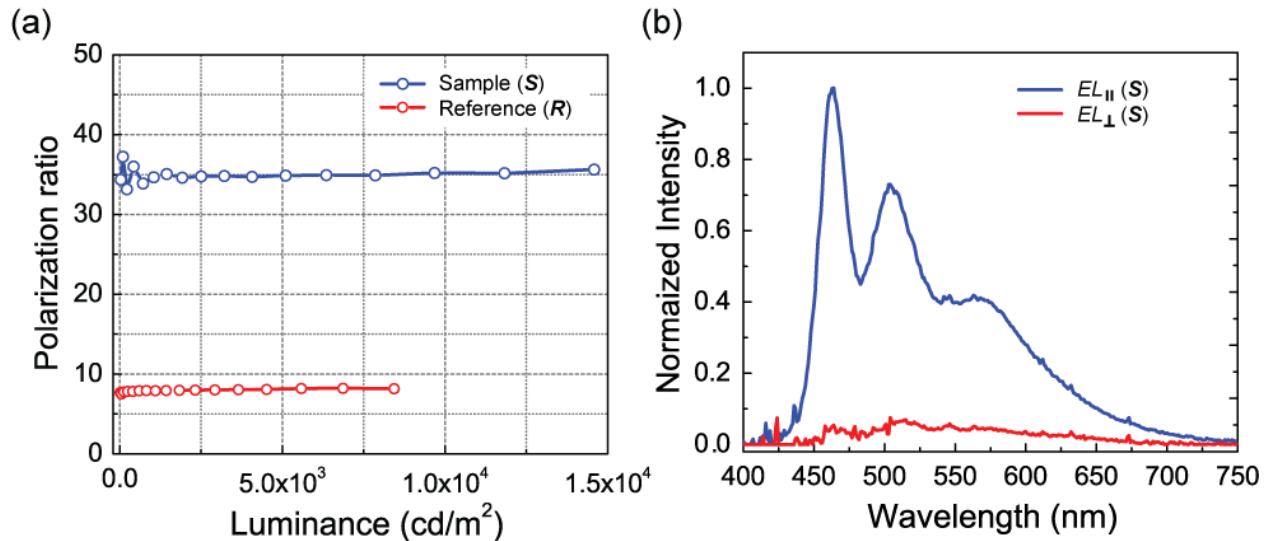 (a)
50
40
30
20
10
0
Polarization ratio
Sample (S)
Reference (R)
0.0
5.0x10³
1.0x10⁴
1.5x10⁴
Luminance (cd/m²)
(b)
1.0
0.8
0.6
0.4
0.2
0.0
Normaized Intensity
EL|| (S)
EL⊥ (S)
400 450 500 550 600 650 700 750
Wavelength (nm)